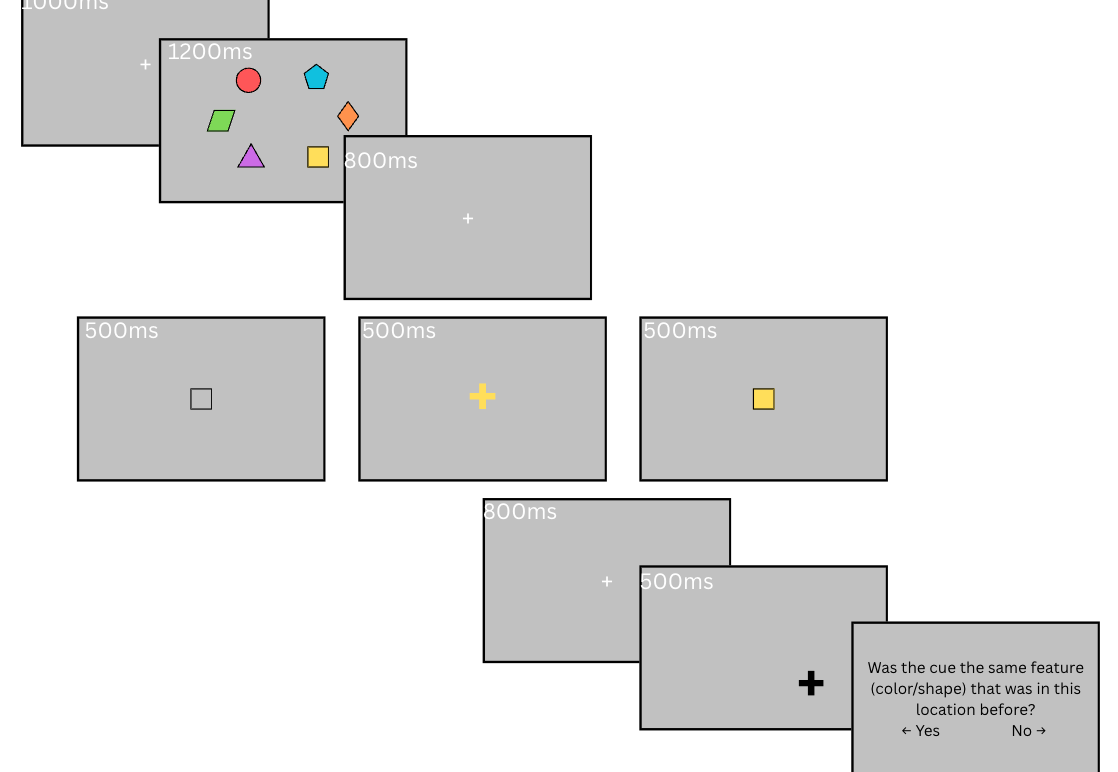 1000ms
1200ms
800ms
500ms
500ms
500ms
800ms
500ms
Was the cue the same feature
(color/shape) that was in this
location before?
← Yes No →